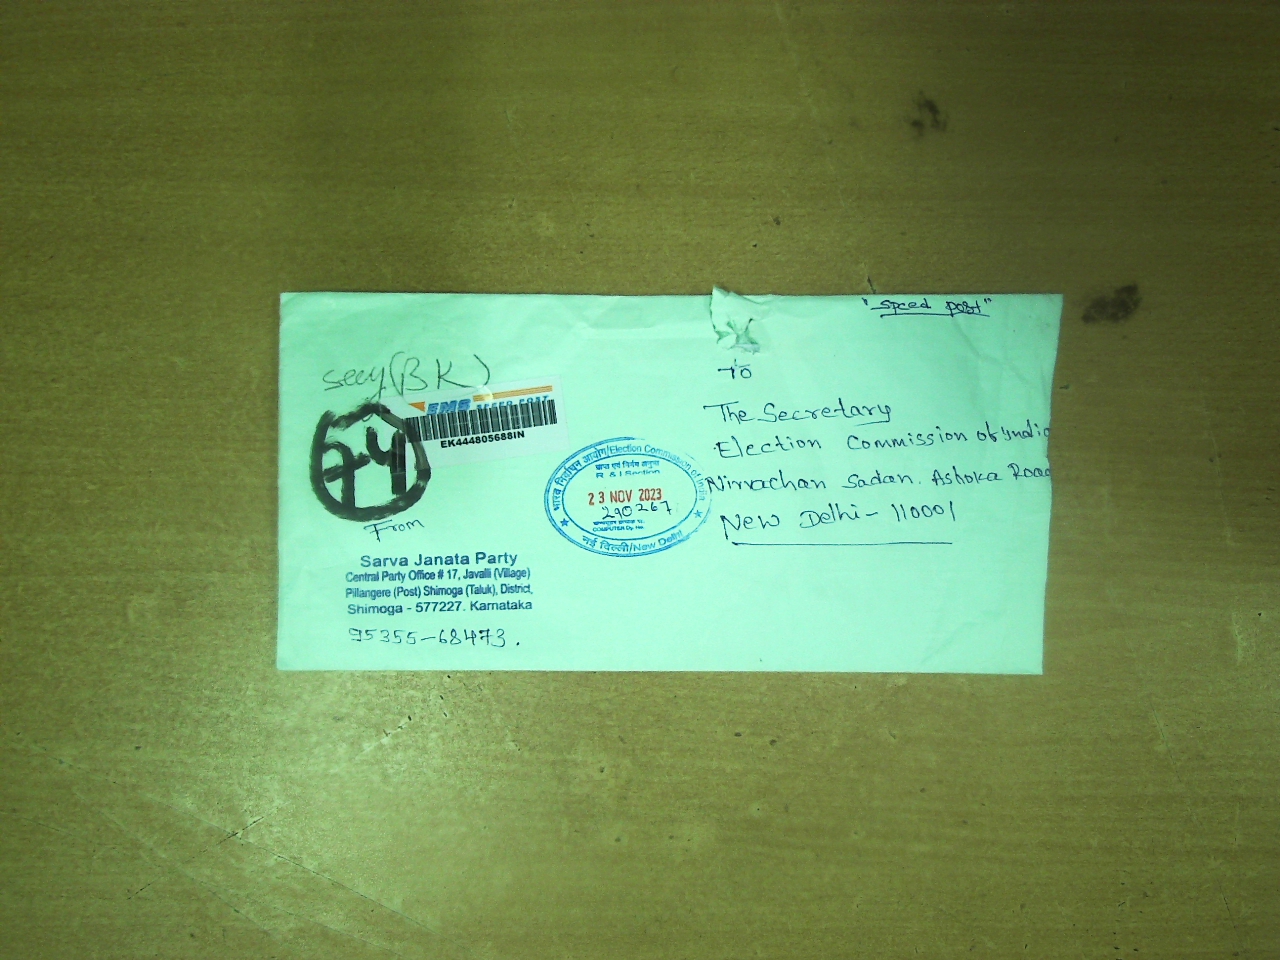 "Speed post"
Secy(BK)
EMS SPEED POST
EK444805688IN
74
To
The Secretary
Election Commission of India
Nirvachan Sadan. Ashoka Road
New Delhi - 110001
भारत निर्वाचन आयोग/Election Commission of India
R & I Section
23 NOV 2023
290267
COMPUTER Dy. No.
नई दिल्ली/New Delhi
From
Sarva Janata Party
Central Party Office # 17, Javalli (Village)
Pillangere (Post) Shimoga (Taluk), District,
Shimoga - 577227. Karnataka
95355-68473.